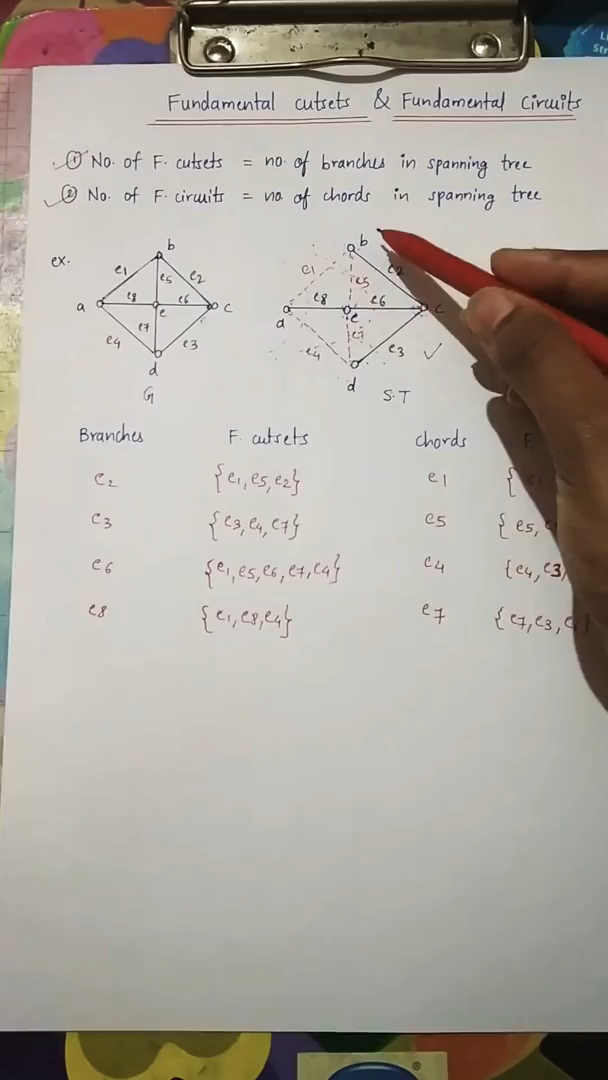 Fundamental cutsets & Fundamental Circuits
① No. of F. cutsets = no. of branches in spanning tree
② No. of F. circuits = no. of chords in spanning tree
ex.
b
e1 e5 e2
a e8 e6 c
e
e4 e7 e3
d
G
b
e1 e5 e2
a e8 e6 c
e
e4 e7 e3
d
S.T
Branches F. cutsets chords F
e2 {e1, e5, e2} e1 {
e3 {e3, e4, e7} e5 {e5,
e6 {e1, e5, e6, e7, e4} e4 {e4, e3,
e8 {e1, e8, e4} e7 {e7, e3,